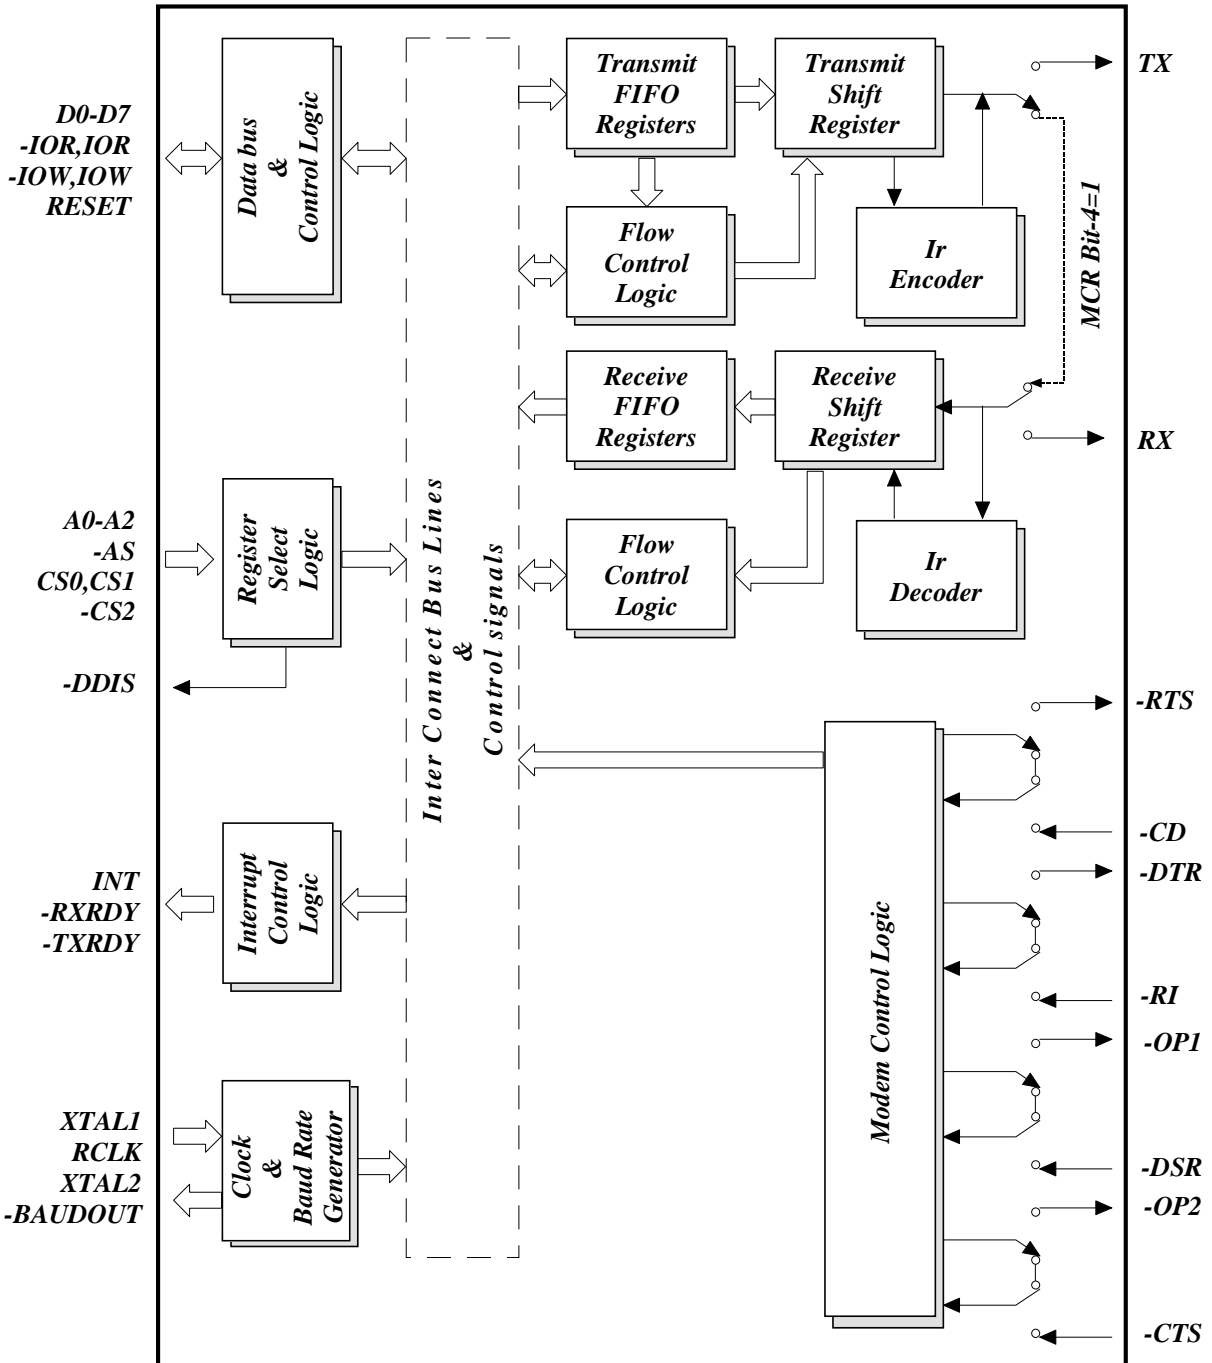 D0-D7
-IOR,IOR
-IOW,IOW
RESET
Data bus
&
Control Logic
A0-A2
-AS
CS0,CS1
-CS2
Register
Select
Logic
-DDIS
INT
-RXRDY
-TXRDY
Interrupt
Control
Logic
XTAL1
RCLK
XTAL2
-BAUDOUT
Clock
&
Baud Rate
Generator
Inter Connect Bus Lines
&
Control signals
Transmit
FIFO
Registers
Transmit
Shift
Register
Flow
Control
Logic
Ir
Encoder
Receive
FIFO
Registers
Receive
Shift
Register
Flow
Control
Logic
Ir
Decoder
MCR Bit-4=1
Modem Control Logic
TX
RX
-RTS
-CD
-DTR
-RI
-OP1
-DSR
-OP2
-CTS